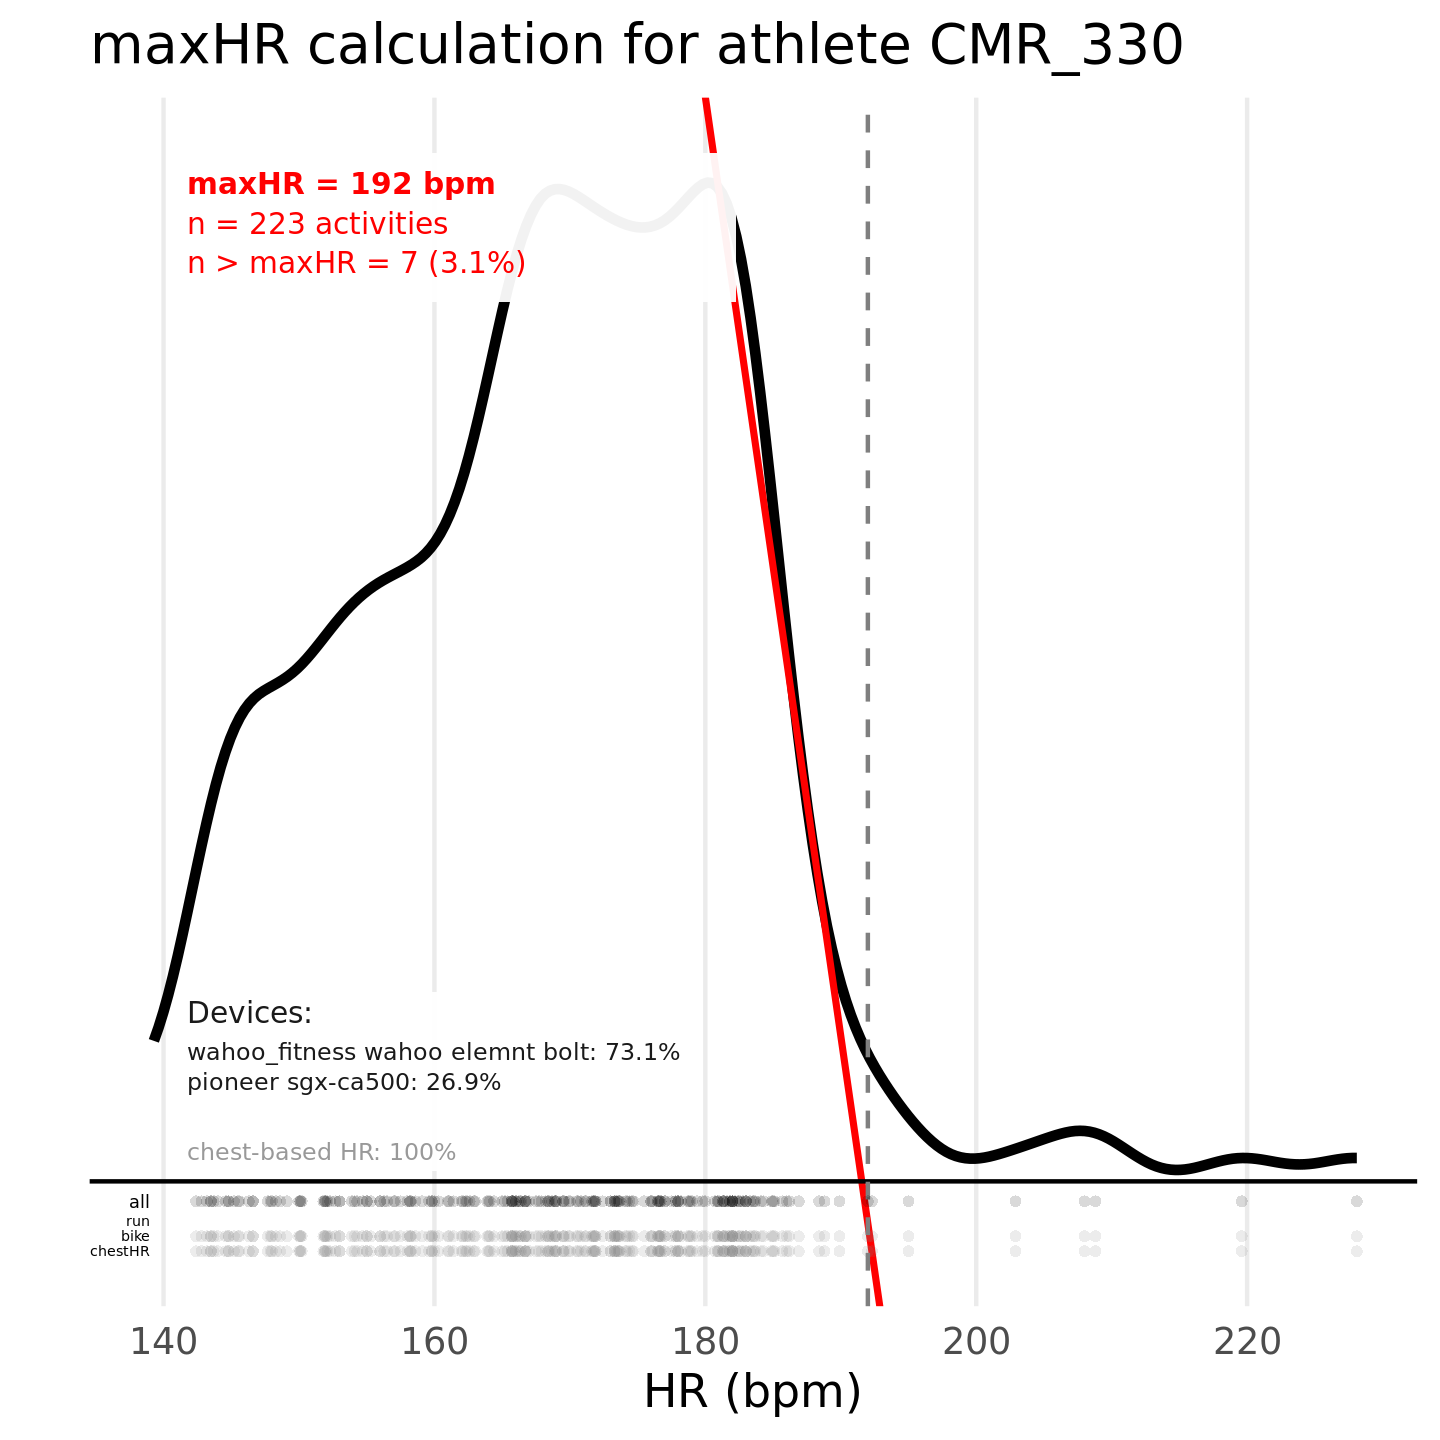 maxHR calculation for athlete CMR_330
maxHR = 192 bpm
n = 223 activities
n > maxHR = 7 (3.1%)
Devices:
wahoo_fitness wahoo elemnt bolt: 73.1%
pioneer sgx-ca500: 26.9%
chest-based HR: 100%
all
run
bike
chestHR
140 160 180 200 220
HR (bpm)